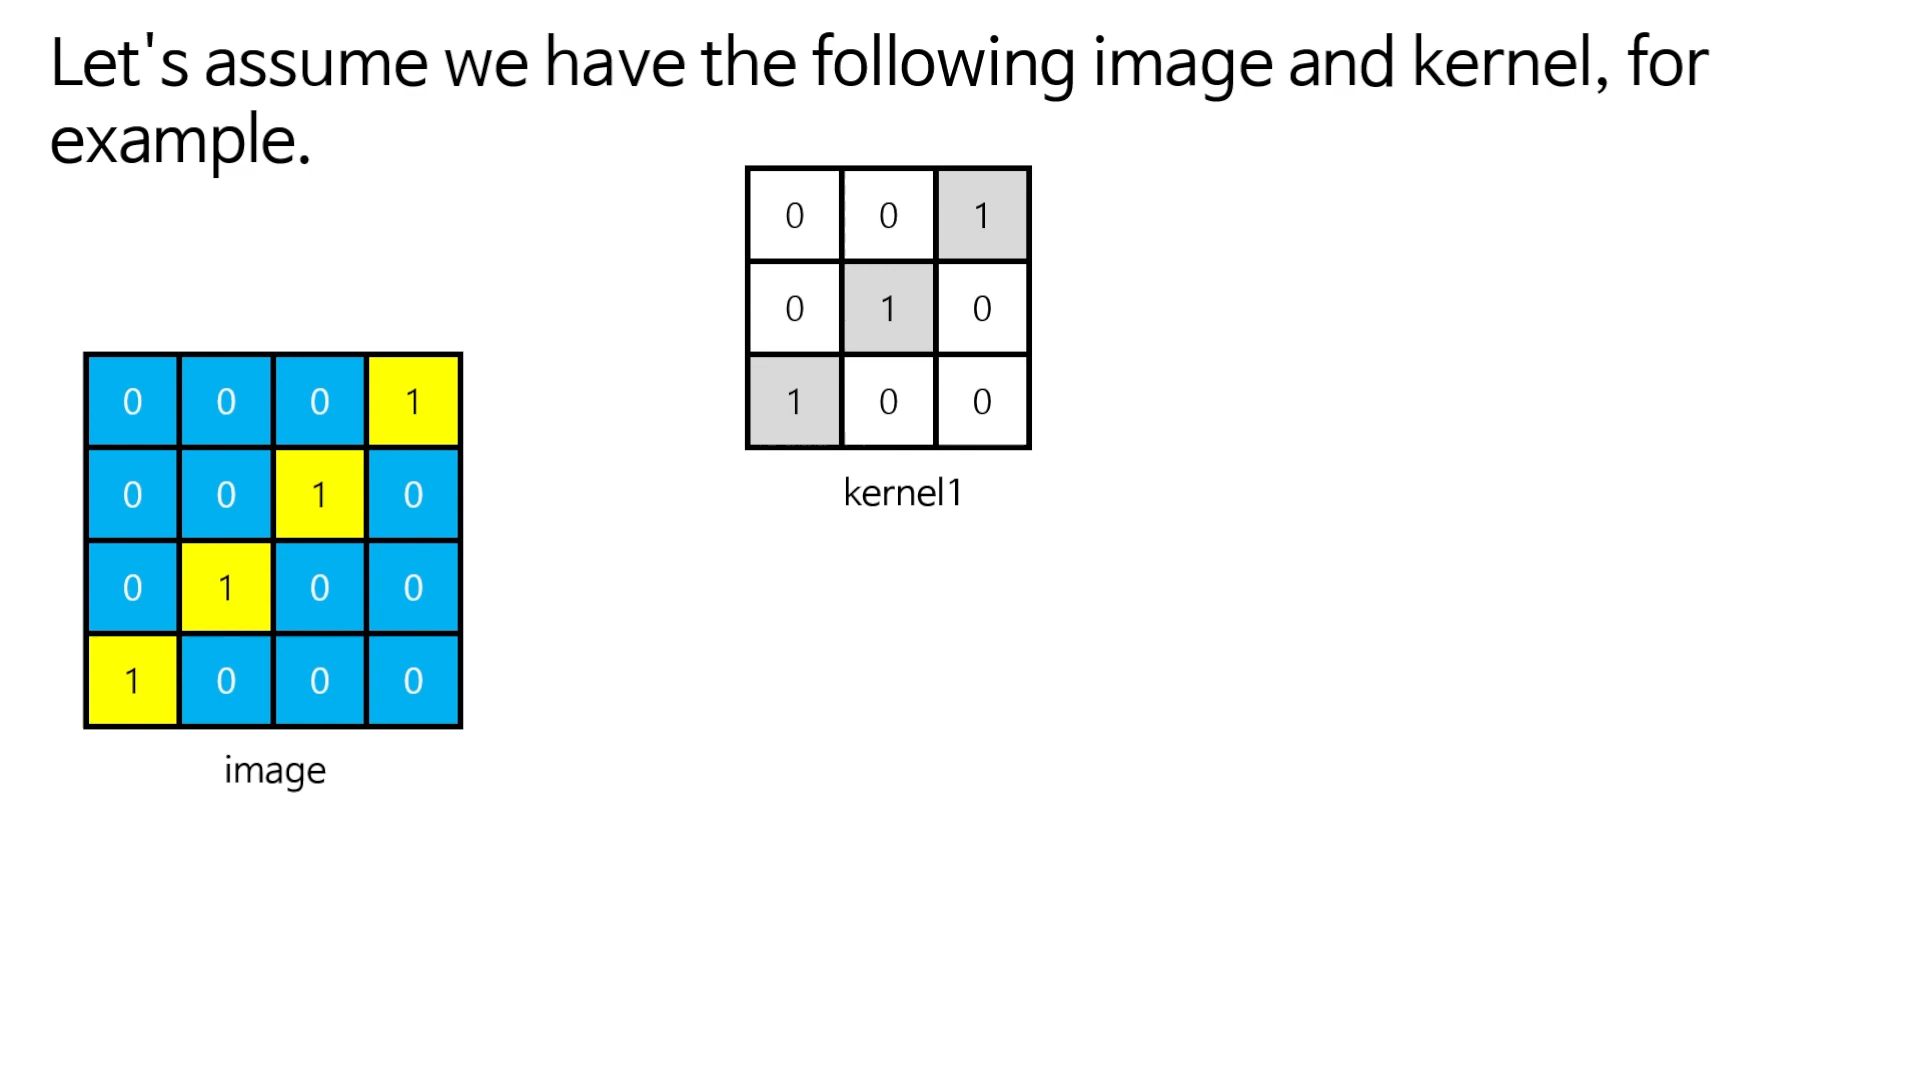 Let's assume we have the following image and kernel, for
example.
0 0 1
0 1 0
1 0 0
kernel1
0 0 0 1
0 0 1 0
0 1 0 0
1 0 0 0
image